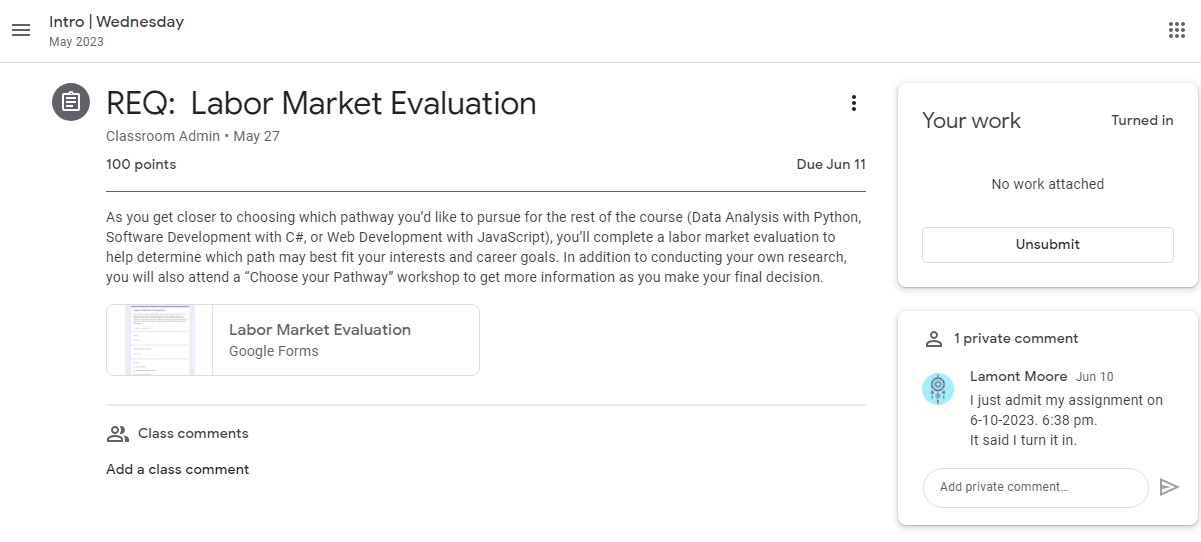 Intro | Wednesday
May 2023
REQ:  Labor Market Evaluation
Classroom Admin • May 27
100 points
Due Jun 11
As you get closer to choosing which pathway you’d like to pursue for the rest of the course (Data Analysis with Python,
Software Development with C#, or Web Development with JavaScript), you’ll complete a labor market evaluation to
help determine which path may best fit your interests and career goals. In addition to conducting your own research,
you will also attend a “Choose your Pathway” workshop to get more information as you make your final decision.
Labor Market Evaluation
Google Forms
Class comments
Add a class comment
Your work
Turned in
No work attached
Unsubmit
1 private comment
Lamont Moore Jun 10
I just admit my assignment on
6-10-2023. 6:38 pm.
It said I turn it in.
Add private comment…